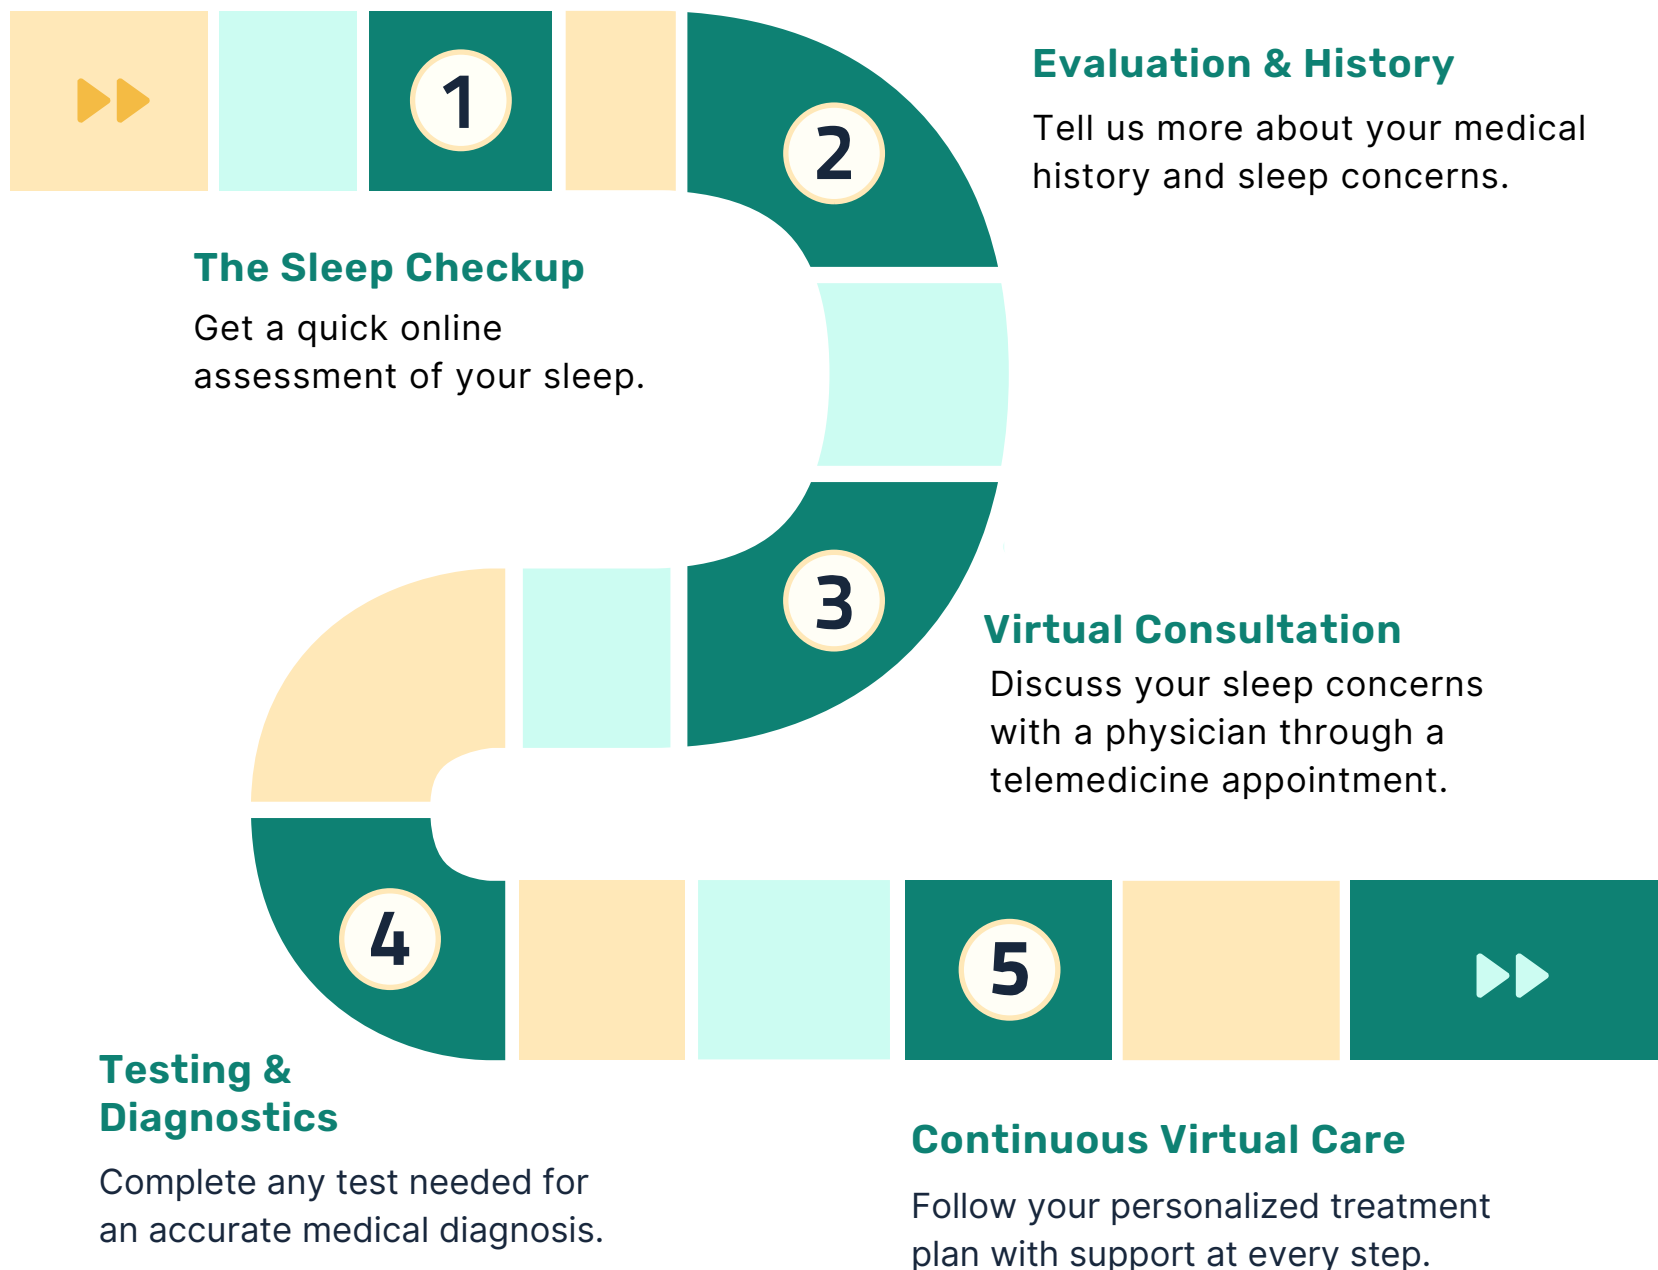 1
2
Evaluation & History
Tell us more about your medical
history and sleep concerns.
The Sleep Checkup
Get a quick online
assessment of your sleep.
3
Virtual Consultation
Discuss your sleep concerns
with a physician through a
telemedicine appointment.
4
5
Testing &
Diagnostics
Complete any test needed for
an accurate medical diagnosis.
Continuous Virtual Care
Follow your personalized treatment
plan with support at every step.